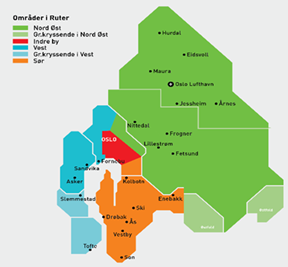 Områder i Ruter
Nord Øst
Gr.kryssende i Nord Øst
Indre by
Vest
Gr.kryssende i Vest
Sør
Hurdal
Eidsvoll
Maura
Oslo Lufthavn
Jessheim
Årnes
Nittedal
Frogner
OSLO
Lillestrøm
Fetsund
Fornebu
Sandvika
Asker
Kolbotn
Slemmestad
Enebakk
Ski
Drøbak
Ås
Vestby
Tofte
Son